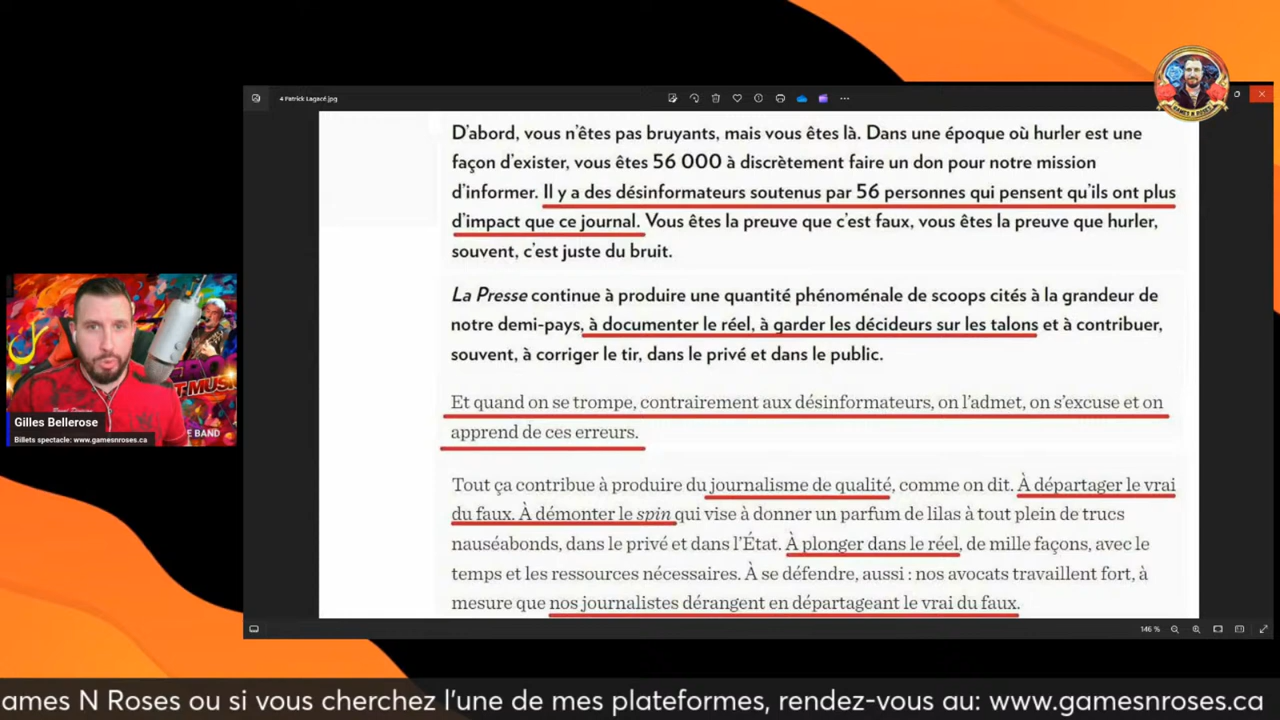 4 Patrick Lagacé.jpg
GAMES N ROSES
D'abord, vous n'êtes pas bruyants, mais vous êtes là. Dans une époque où hurler est une
façon d'exister, vous êtes 56 000 à discrètement faire un don pour notre mission
d'informer. Il y a des désinformateurs soutenus par 56 personnes qui pensent qu'ils ont plus
d'impact que ce journal. Vous êtes la preuve que c'est faux, vous êtes la preuve que hurler,
souvent, c'est juste du bruit.
La Presse continue à produire une quantité phénoménale de scoops cités à la grandeur de
notre demi-pays, à documenter le réel, à garder les décideurs sur les talons et à contribuer,
souvent, à corriger le tir, dans le privé et dans le public.
Et quand on se trompe, contrairement aux désinformateurs, on l'admet, on s'excuse et on
apprend de ces erreurs.
Tout ça contribue à produire du journalisme de qualité, comme on dit. À départager le vrai
du faux. À démonter le spin qui vise à donner un parfum de lilas à tout plein de trucs
nauséabonds, dans le privé et dans l'État. À plonger dans le réel, de mille façons, avec le
temps et les ressources nécessaires. À se défendre, aussi : nos avocats travaillent fort, à
mesure que nos journalistes dérangent en départageant le vrai du faux.
Gilles Bellerose
Billets spectacle: www.gamesnroses.ca
BAND
146 %
ames N Roses ou si vous cherchez l'une de mes plateformes, rendez-vous au: www.gamesnroses.ca